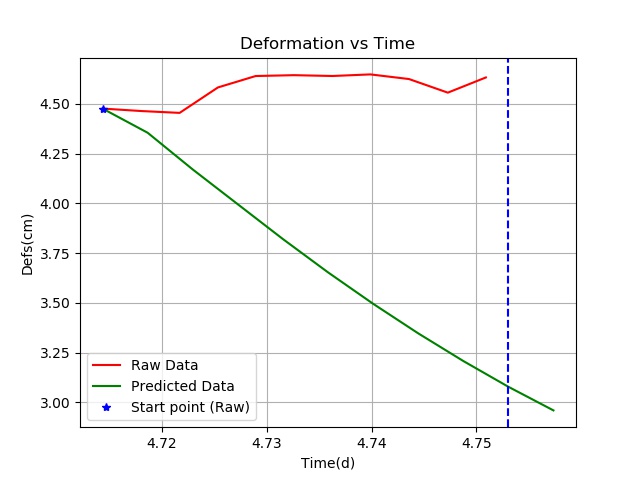 Deformation vs Time
4.50
4.25
4.00
3.75
3.50
3.25
3.00
Defs(cm)
Raw Data
Predicted Data
Start point (Raw)
4.72 4.73 4.74 4.75
Time(d)